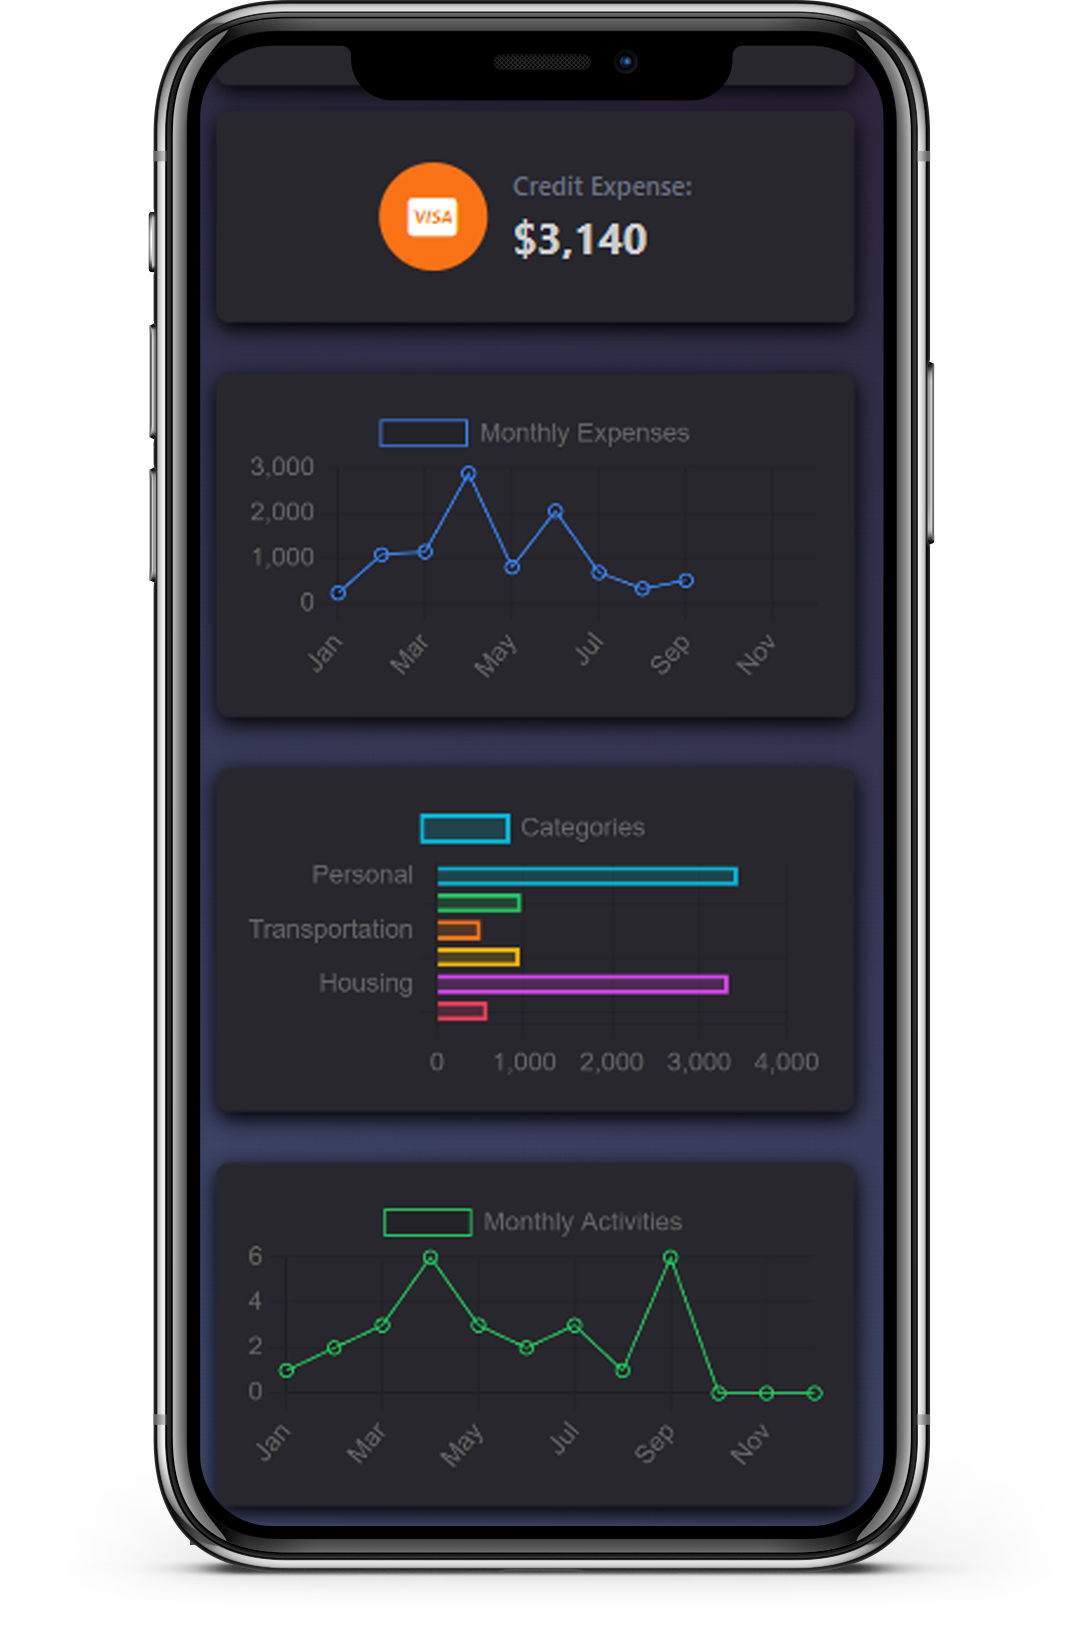 VISA
Credit Expense:
$3,140
Monthly Expenses
3,000
2,000
1,000
0
Jan Mar May Jul Sep Nov
Categories
Personal
Transportation
Housing
0 1,000 2,000 3,000 4,000
Monthly Activities
6
4
2
0
Jan Mar May Jul Sep Nov